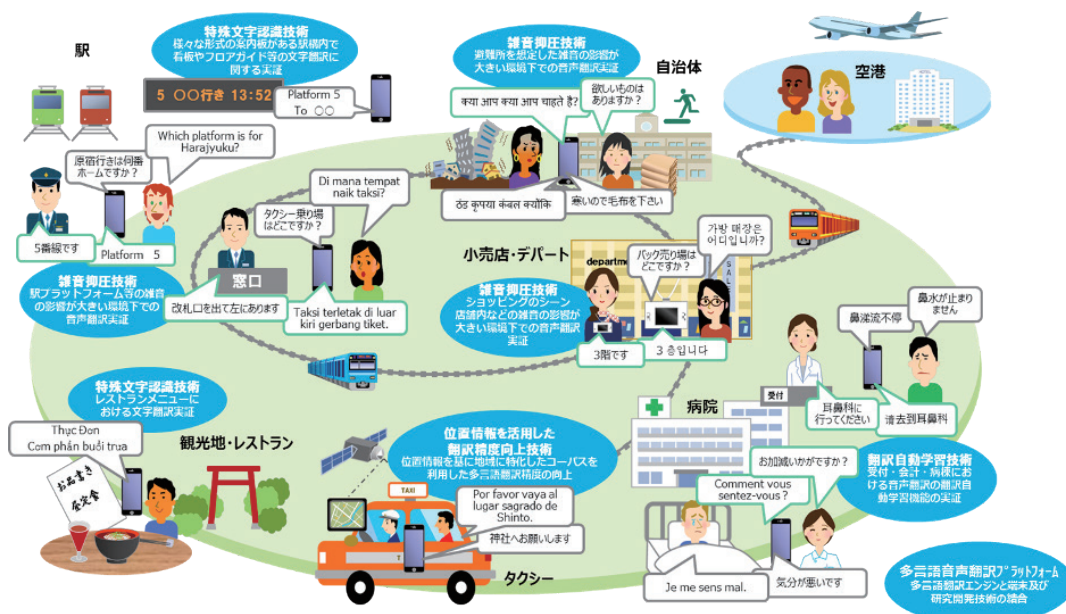 駅
特殊文字認識技術
様々な形式の案内板がある駅構内で
看板やフロアガイド等の文字翻訳に
関する実証
5 〇〇行き 13:52
Platform 5
To 〇〇
Which platform is for
Harajyuku?
原宿行きは何番
ホームですか?
5番線です
Platform 5
雑音抑圧技術
駅プラットフォーム等の雑音
の影響が大きい環境下での
音声翻訳実証
Di mana tempat
naik taksi?
タクシー乗り場
はどこですか?
窓口
改札口を出て左にあります
Taksi terletak di luar
kiri gerbang tiket.
雑音抑圧技術
避難所を想定した雑音の影響が
大きい環境下での音声翻訳実証
自治体
क्या आप क्या आप चाहते है?
欲しいものは
ありますか?
ठंड कृपया कंबल क्योंकि
寒いので毛布を下さい
空港
小売店・デパート
雑音抑圧技術
ショッピングのシーン
店舗内などの雑音の影響が
大きい環境下での音声翻訳
実証
department
SAL
バック売り場は
どこですか?
가방 매장은
어디입니까?
3階です
3 층입니다
鼻水が止まり
ません
鼻涕流不停
受付
耳鼻科に
行ってください
请去到耳鼻科
病院
翻訳自動学習技術
受付・会計・病棟にお
ける音声翻訳の翻訳自
動学習機能の実証
お加減いかがですか?
Comment vous
sentez-vous ?
Je me sens mal.
気分が悪いです
特殊文字認識技術
レストランメニューに
おける文字翻訳実証
観光地・レストラン
Thục Đơn
Com phần buổi trua
お品書き
昼定食
位置情報を活用した
翻訳精度向上技術
位置情報を基に地域に特化したコーパスを
利用した多言語翻訳精度の向上
TAXI
T
Por favor vaya al
lugar sagrado de
Shinto.
神社へお願いします
タクシー
多言語音声翻訳プラットフォーム
多言語翻訳エンジンと端末及び
研究開発技術の結合